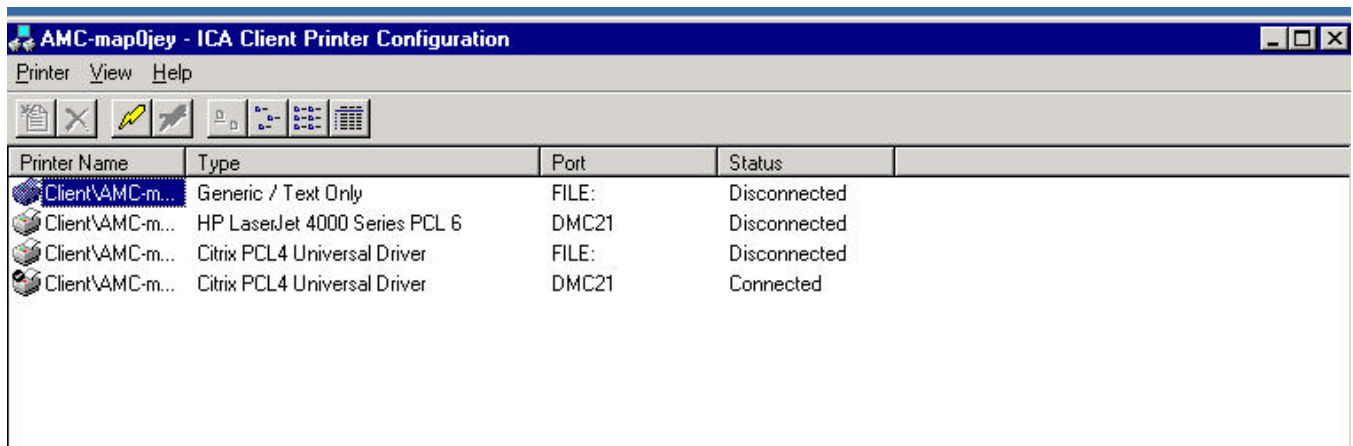 AMC-map0jey - ICA Client Printer Configuration
Printer View Help
Printer Name Type Port Status
Client\AMC-m... Generic / Text Only FILE: Disconnected
Client\AMC-m... HP LaserJet 4000 Series PCL 6 DMC21 Disconnected
Client\AMC-m... Citrix PCL4 Universal Driver FILE: Disconnected
Client\AMC-m... Citrix PCL4 Universal Driver DMC21 Connected